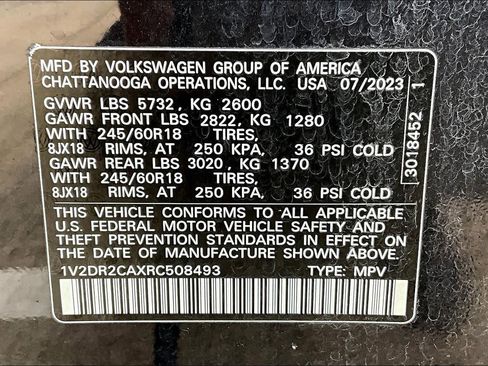 MFD BY VOLKSWAGEN GROUP OF AMERICA
CHATTANOOGA OPERATIONS, LLC. USA 07/2023
GVWR LBS 5732, KG 2600
GAWR FRONT LBS 2822, KG 1280
WITH 245/60R18 TIRES,
8JX18 RIMS, AT 250 KPA, 36 PSI COLD
GAWR REAR LBS 3020, KG 1370
WITH 245/60R18 TIRES,
8JX18 RIMS, AT 250 KPA, 36 PSI COLD
THIS VEHICLE CONFORMS TO ALL APPLICABLE
U.S. FEDERAL MOTOR VEHICLE SAFETY AND
THEFT PREVENTION STANDARDS IN EFFECT ON
THE DATE OF MANUFACTURE SHOWN ABOVE.
1V2DR2CAXRC508493 TYPE: MPV
3018452 1